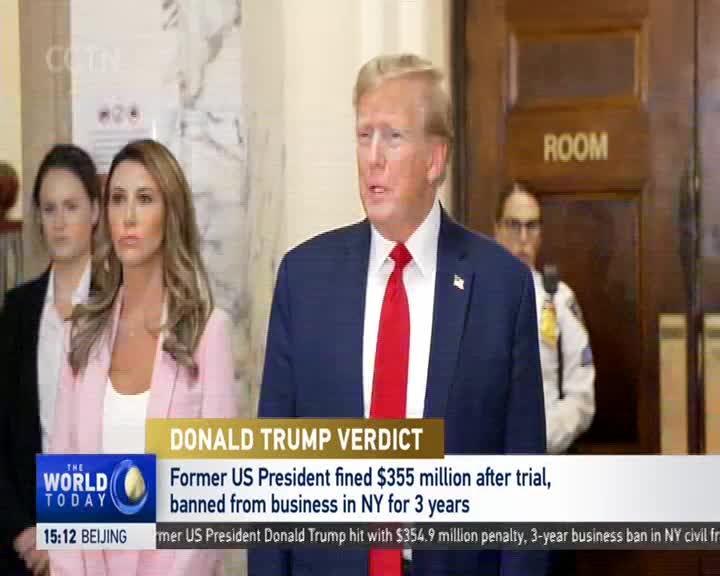 CGTN
ROOM
DONALD TRUMP VERDICT
Former US President fined $355 million after trial,
banned from business in NY for 3 years
THE
WORLD
TODAY
15:12 BEIJING
rmer US President Donald Trump hit with $354.9 million penalty, 3-year business ban in NY civil fr